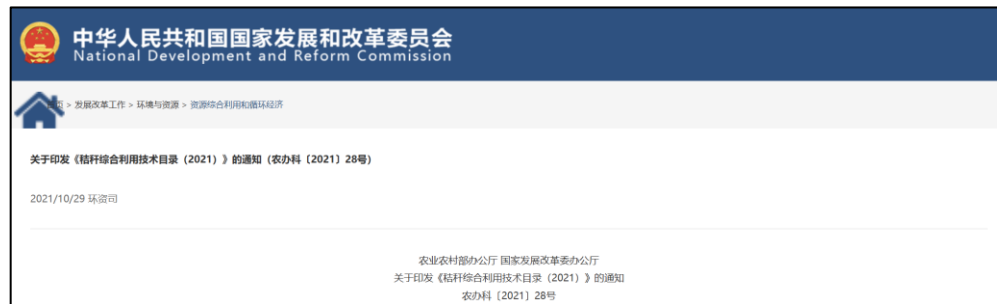 中华人民共和国国家发展和改革委员会
National Development and Reform Commission
页 > 发展改革工作 > 环境与资源 > 资源综合利用和循环经济
关于印发《秸秆综合利用技术目录（2021）》的通知（农办科〔2021〕28号）
2021/10/29 环资司
农业农村部办公厅 国家发展改革委办公厅
关于印发《秸秆综合利用技术目录（2021）》的通知
农办科〔2021〕28号